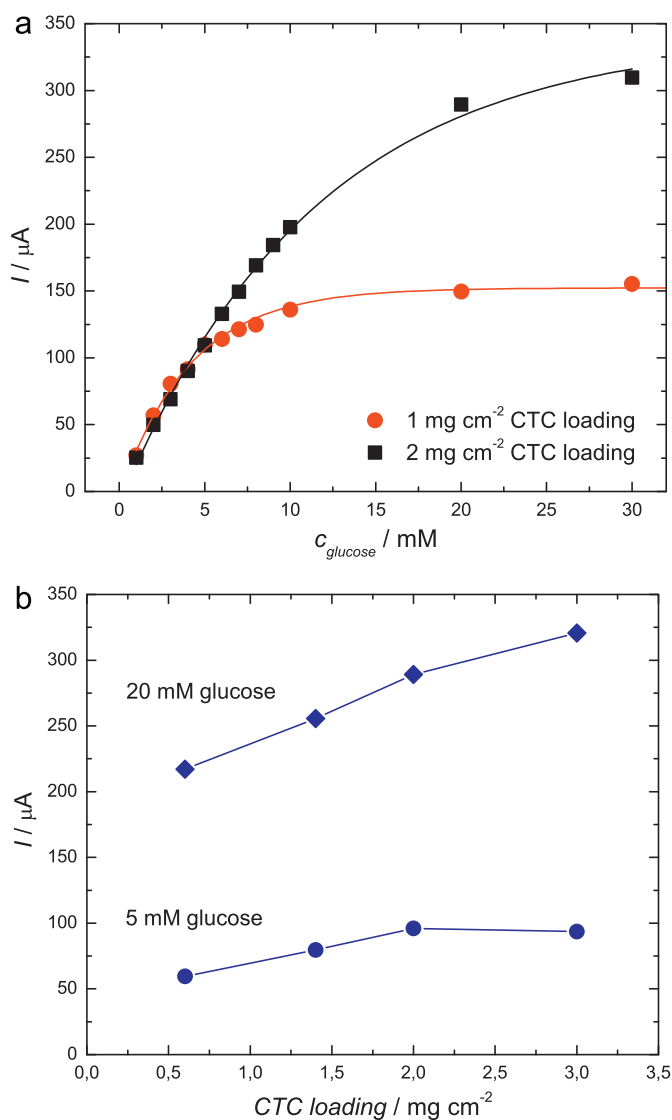 a
350
300
250
200
150
100
50
0
I / μA
1 mg cm-2 CTC loading
2 mg cm-2 CTC loading
0 5 10 15 20 25 30
cglucose / mM
b
350
300
250
200
150
100
50
0
I / μA
20 mM glucose
5 mM glucose
0,0 0,5 1,0 1,5 2,0 2,5 3,0 3,5
CTC loading / mg cm-2